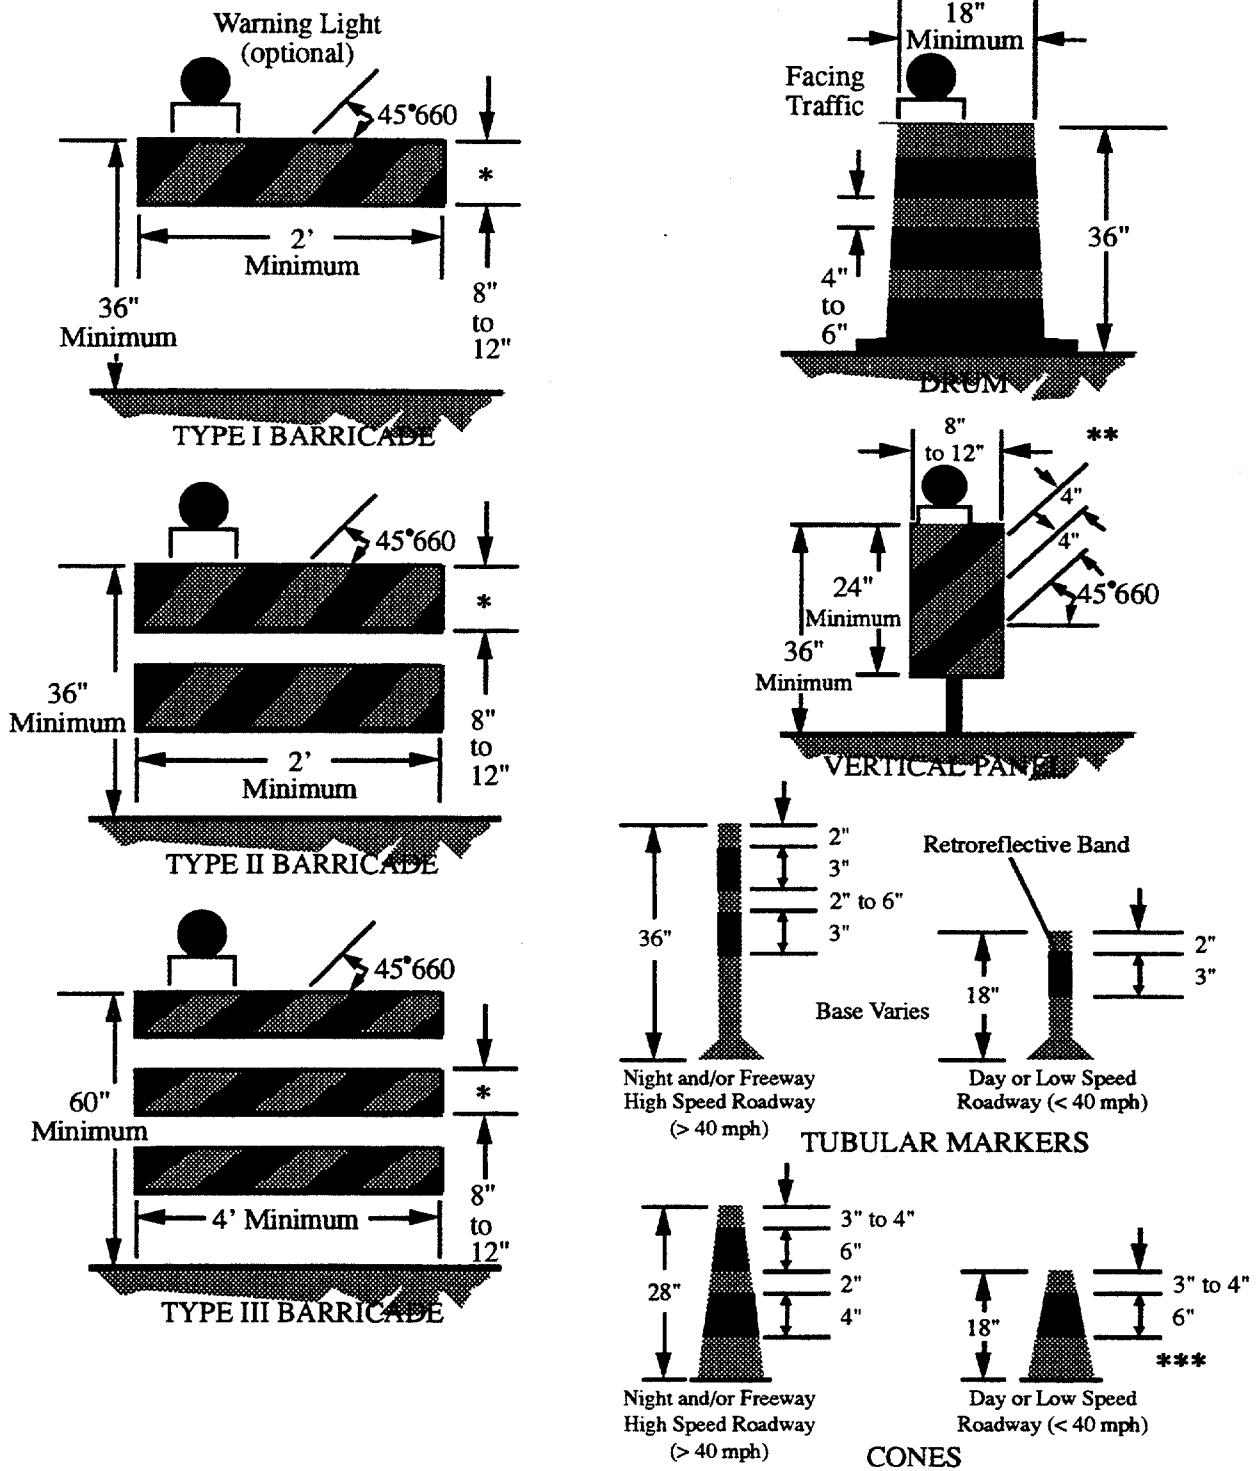 Warning Light
(optional)
45°660
*
2'
Minimum
36"
Minimum
8"
to
12"
TYPE I BARRICADE
45°660
*
36"
Minimum
2'
Minimum
8"
to
12"
TYPE II BARRICADE
45°660
60"
Minimum
*
4' Minimum
8"
to
12"
TYPE III BARRICADE
18"
Minimum
Facing
Traffic
36"
4"
to
6"
DRUM
8"
to 12"
**
4"
4"
24"
Minimum
45°660
36"
Minimum
VERTICAL PANEL
2"
3"
2" to 6"
3"
36"
Retroreflective Band
2"
3"
18"
Base Varies
Night and/or Freeway
High Speed Roadway
(> 40 mph)
Day or Low Speed
Roadway (< 40 mph)
TUBULAR MARKERS
3" to 4"
6"
2"
4"
28"
3" to 4"
6"
18"
***
Night and/or Freeway
High Speed Roadway
(> 40 mph)
Day or Low Speed
Roadway (< 40 mph)
CONES